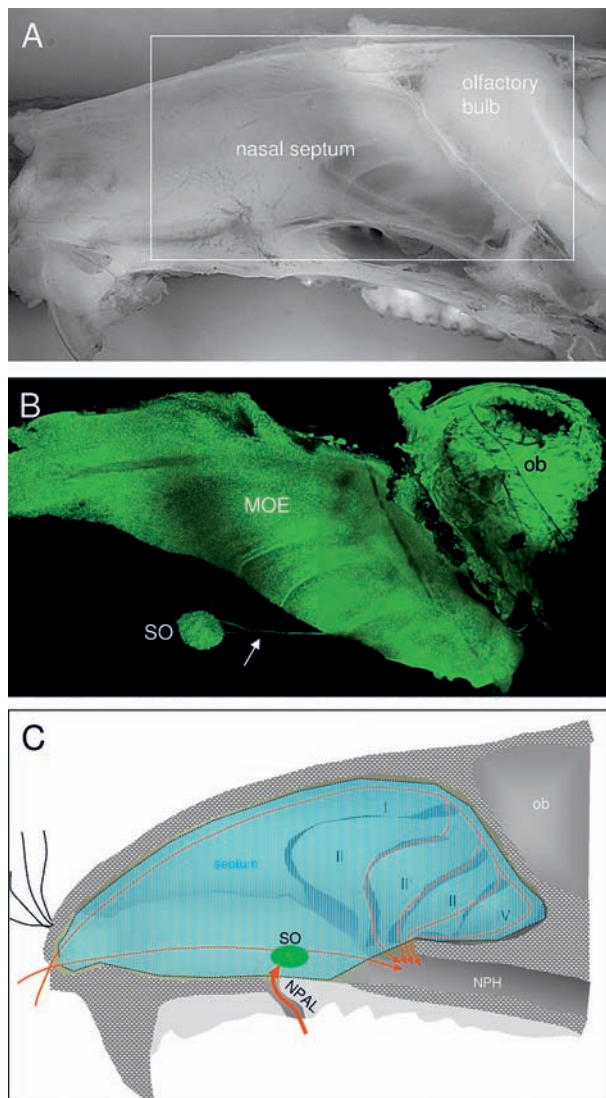 A
olfactory
bulb
nasal septum
B
MOE
ob
SO
C
I
ob
septum
II
II'
II
V
SO
NPAL
NPH